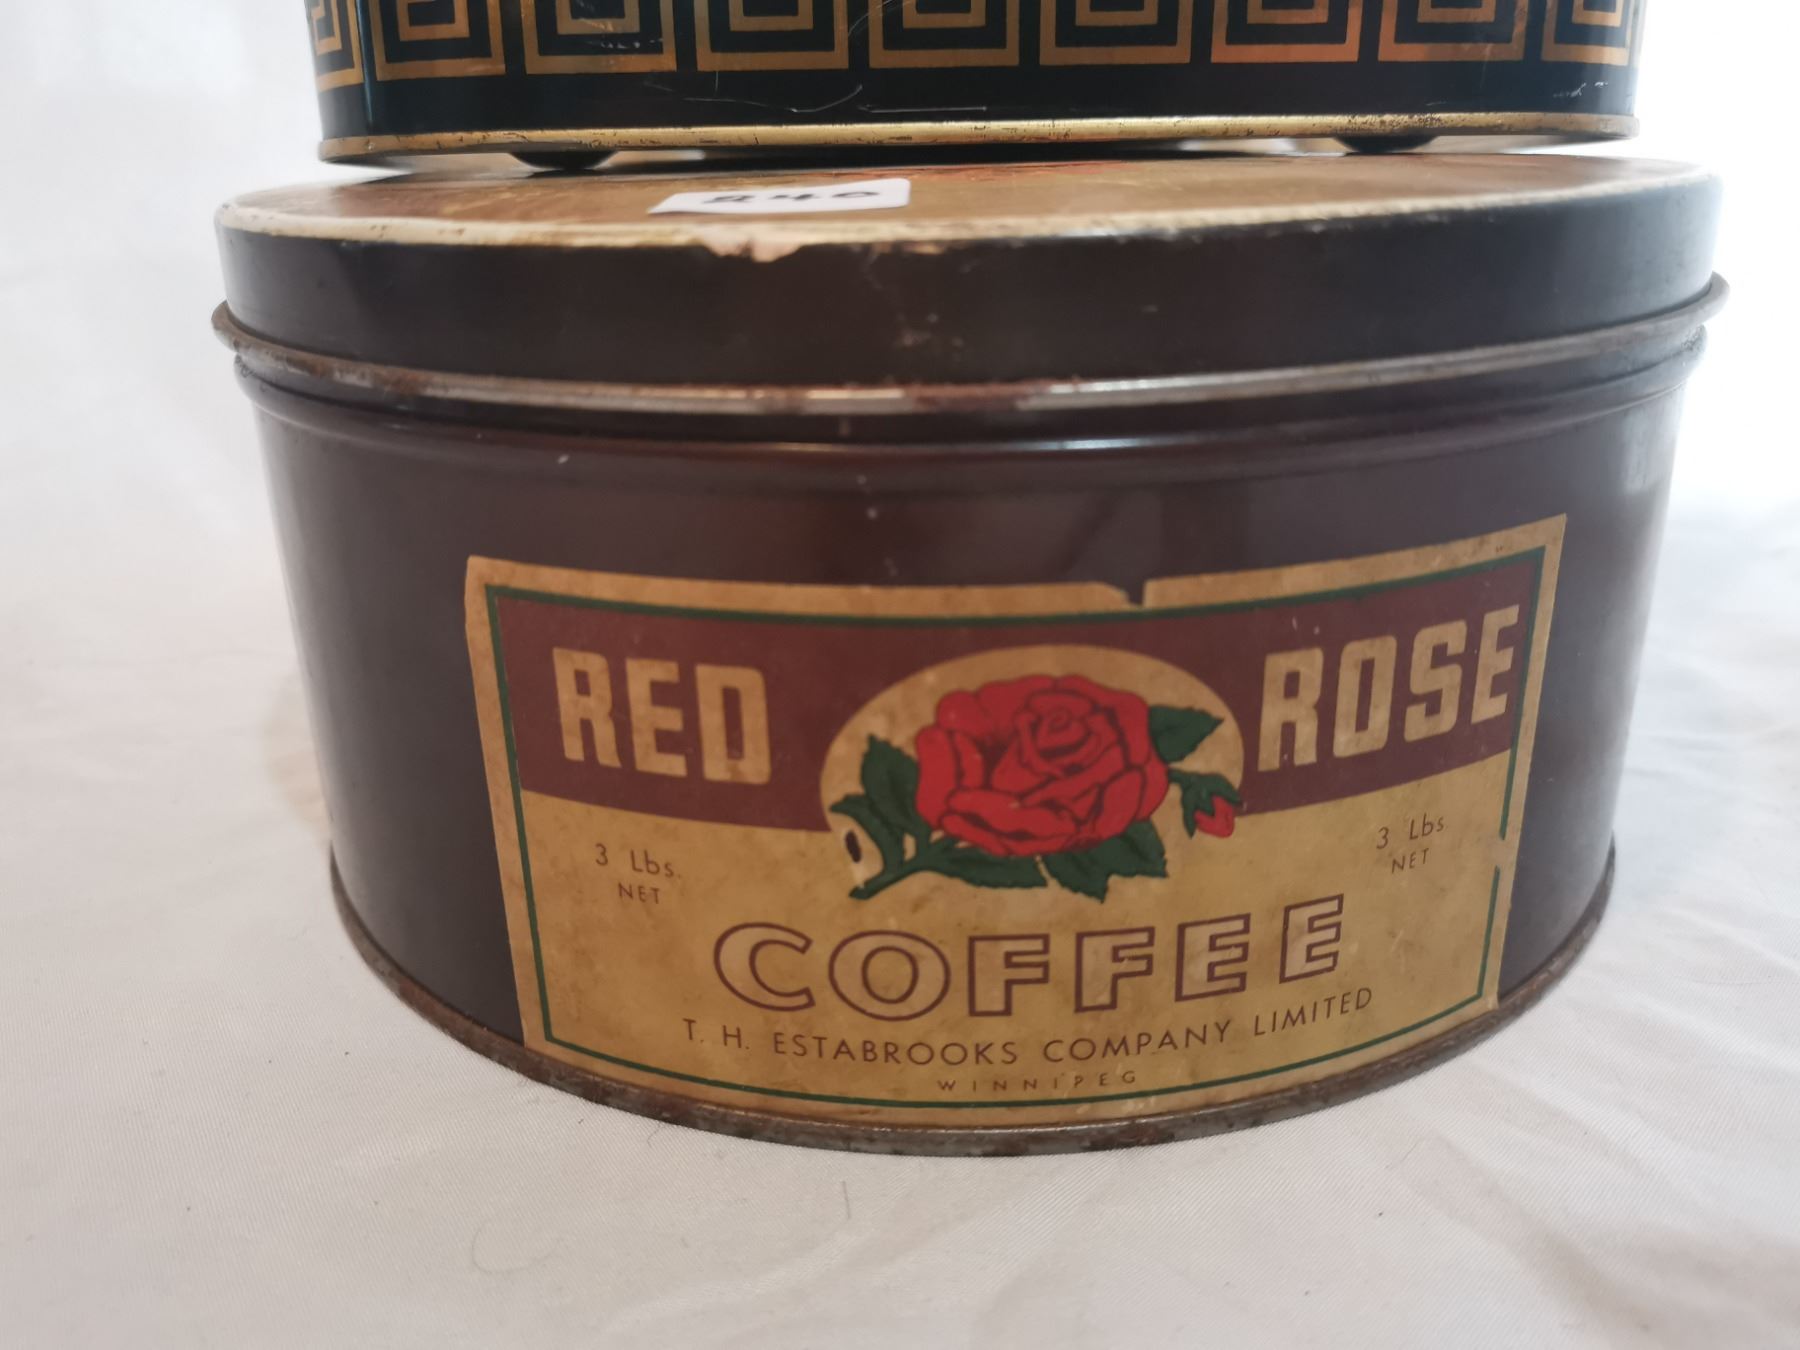 RED ROSE
3 Lbs. 3 Lbs
NET NET
COFFEE
T. H. ESTABROOKS COMPANY LIMITED
WINNIPEG